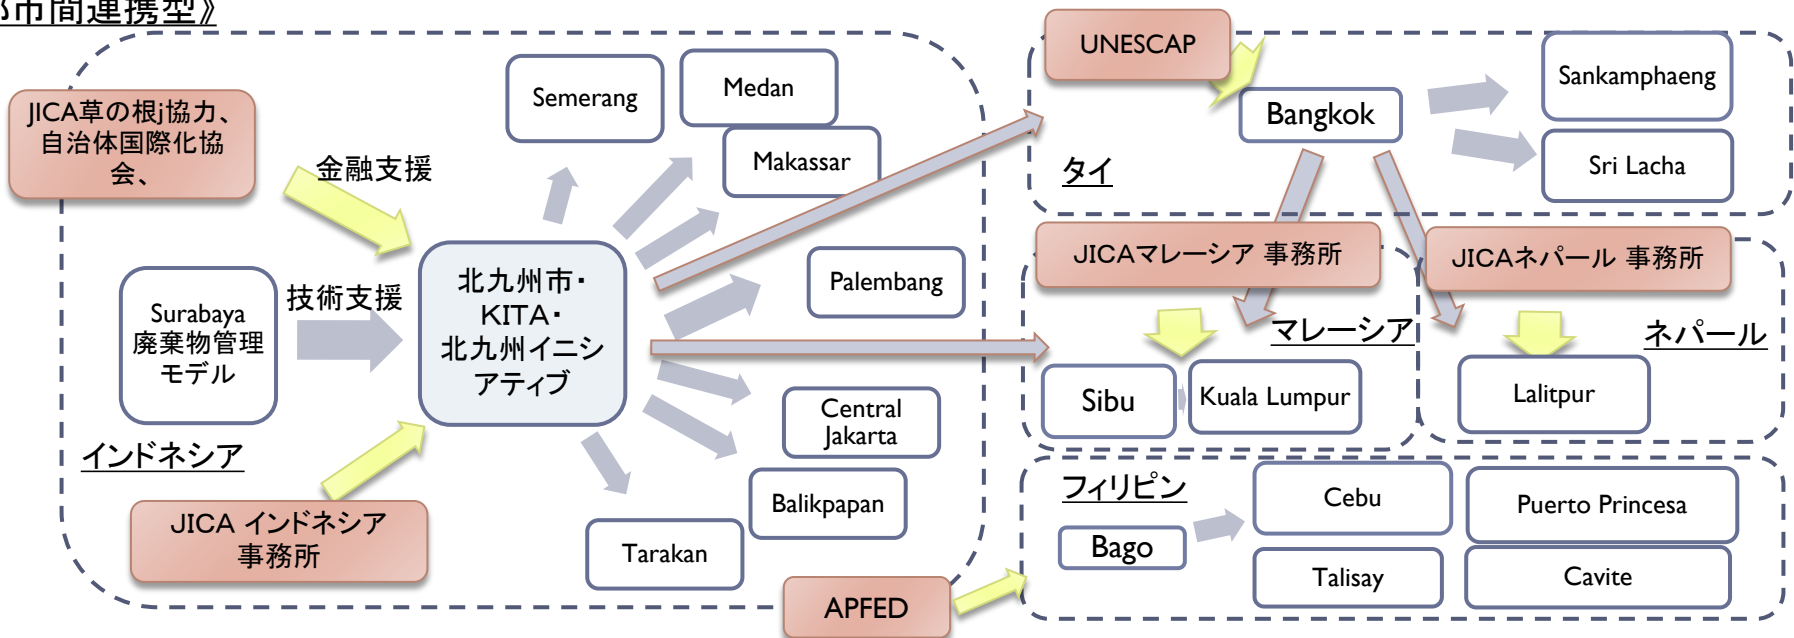 都市間連携型》
JICA草の根j協力、
自治体国際化協
会、
金融支援
Surabaya
廃棄物管理
モデル
技術支援
インドネシア
JICA インドネシア
事務所
北九州市・
KITA・
北九州イニシ
アティブ
Semerang
Medan
Makassar
Palembang
Central
Jakarta
Balikpapan
Tarakan
APFED
UNESCAP
Bangkok
Sankamphaeng
Sri Lacha
タイ
JICAマレーシア 事務所
マレーシア
Sibu
Kuala Lumpur
JICAネパール 事務所
ネパール
Lalitpur
フィリピン
Bago
Cebu
Puerto Princesa
Talisay
Cavite